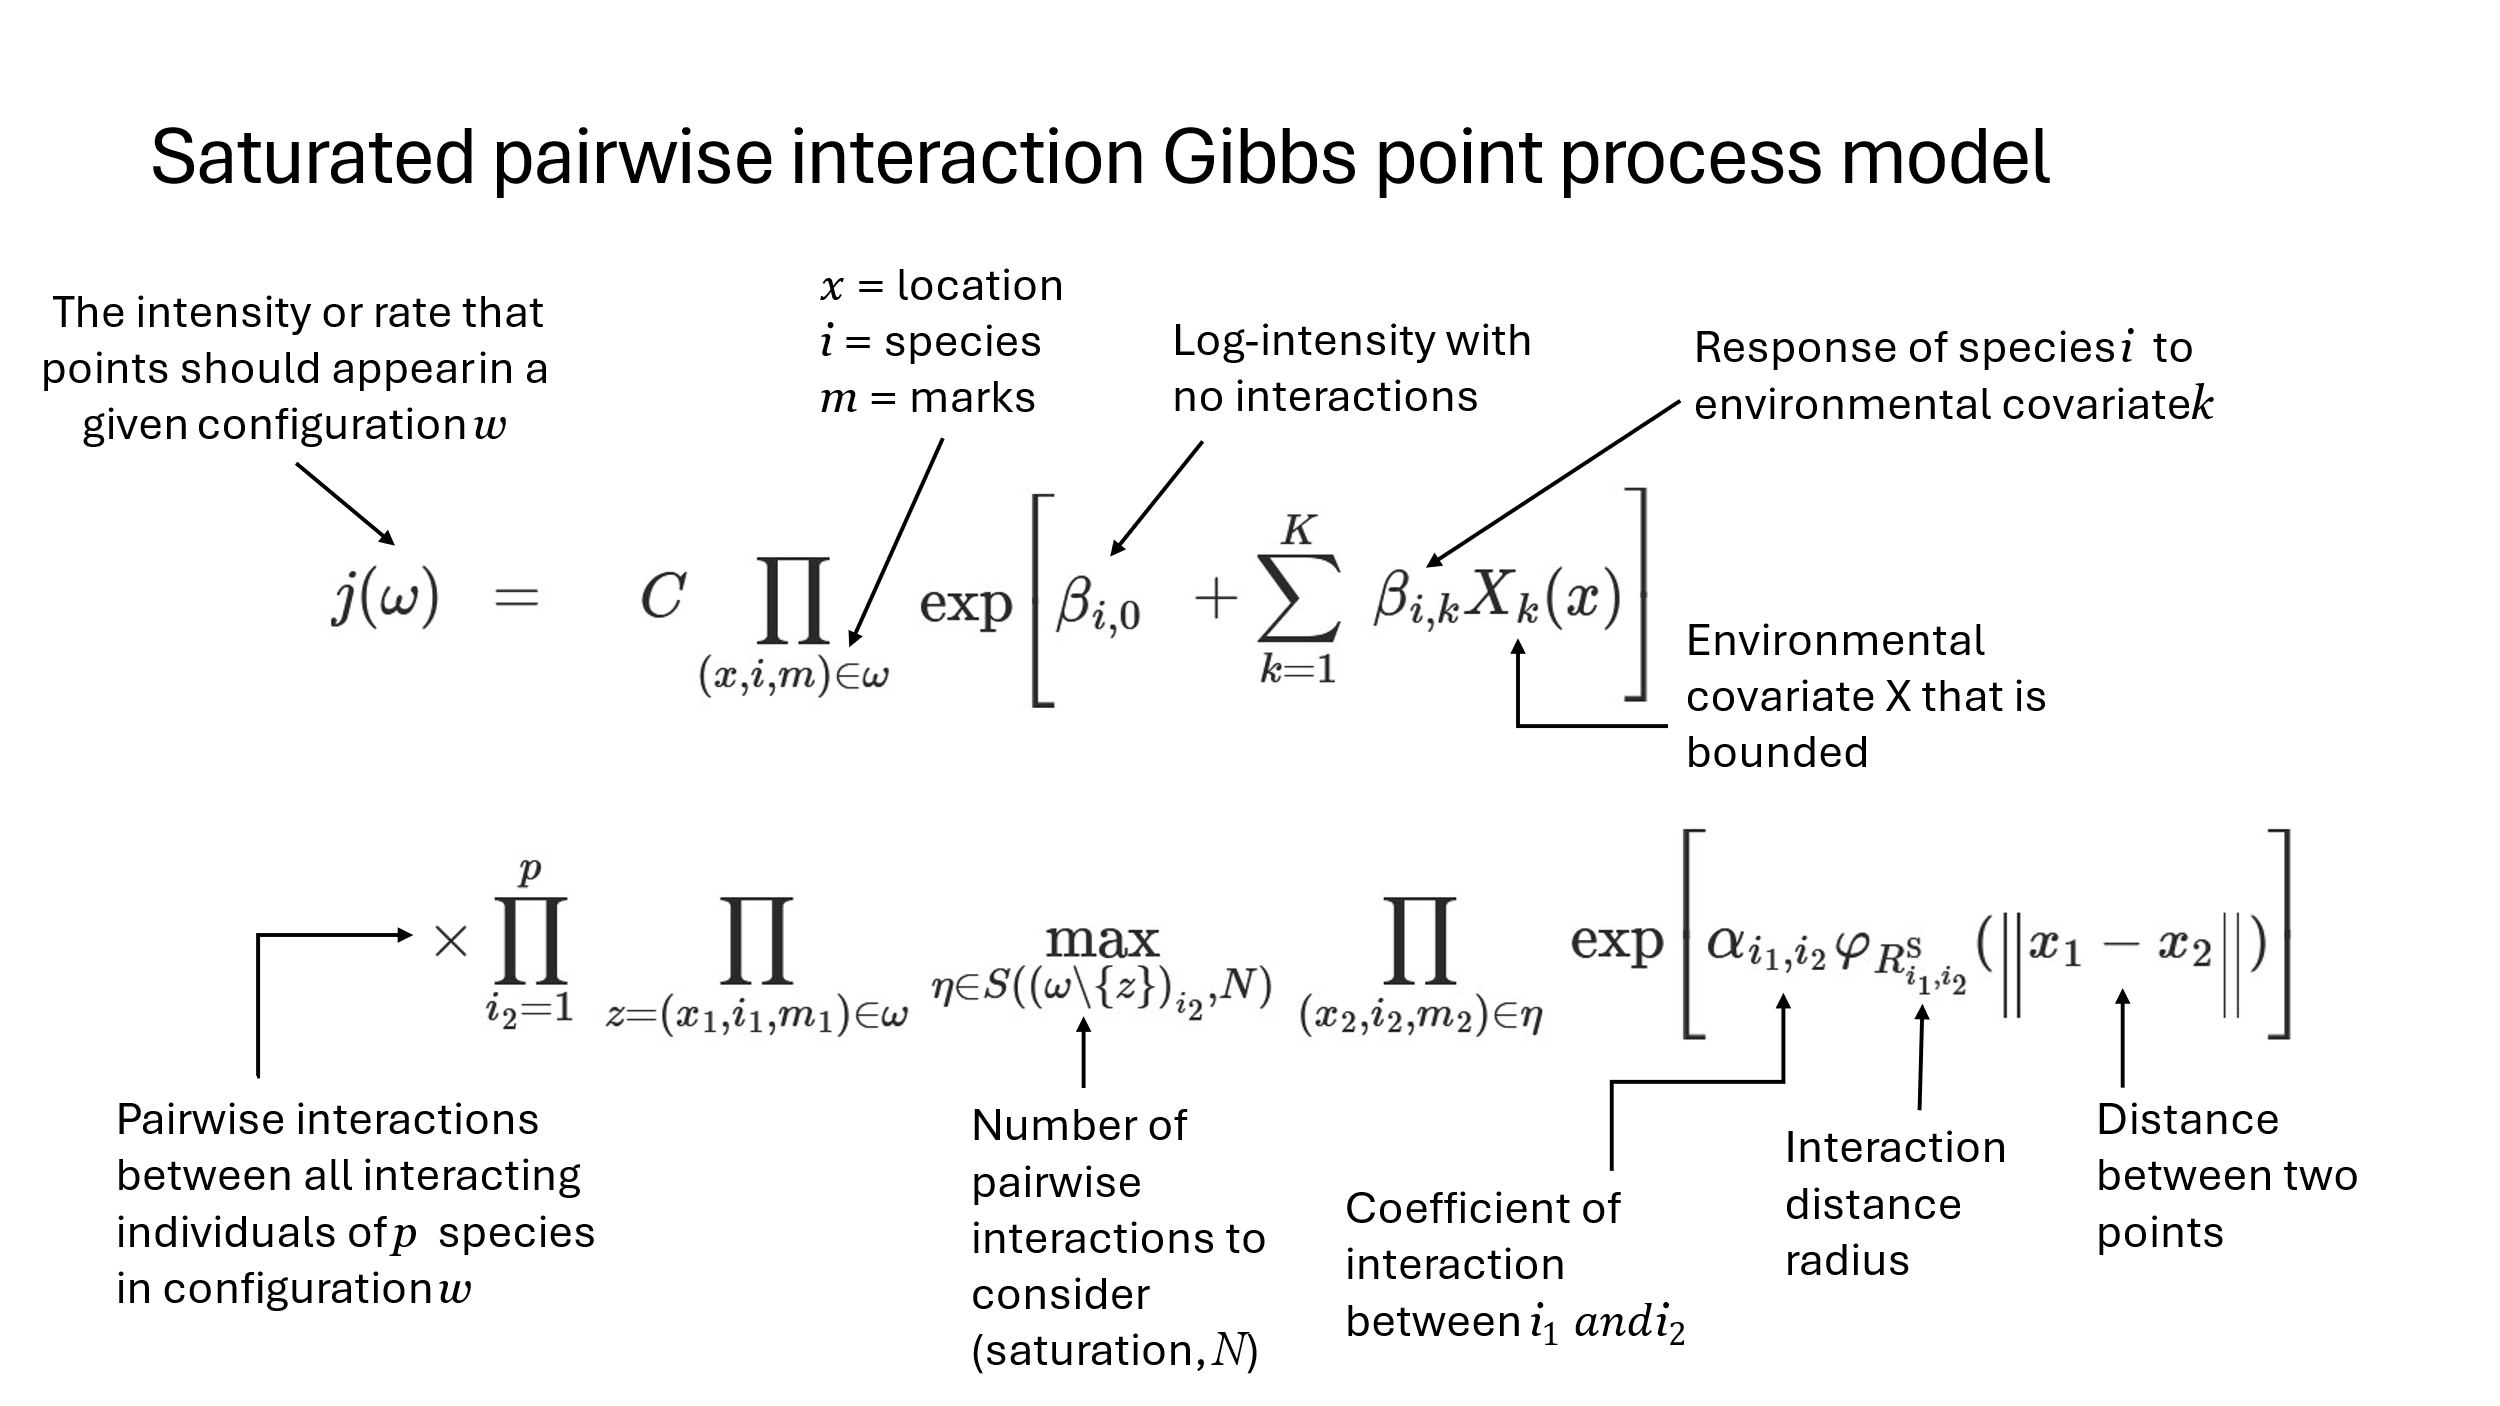 Saturated pairwise interaction Gibbs point process model
The intensity or rate that
points should appear in a
given configuration w
x = location
i = species
m = marks
Log-intensity with
no interactions
Response of species i to
environmental covariate k
j(ω) = C ∏_{(x,i,m)∈ω} exp[β_{i,0} + ∑_{k=1}^{K} β_{i,k}X_k(x)]
Environmental
covariate X that is
bounded
× ∏_{i_2=1}^{p} ∏_{z=(x_1,i_1,m_1)∈ω} max_{η∈S((ω\{z})_{i_2},N)} ∏_{(x_2,i_2,m_2)∈η} exp[α_{i_1,i_2}φ_{R^S_{i_1,i_2}}(‖x_1 − x_2‖)]
Pairwise interactions
between all interacting
individuals of p species
in configuration w
Number of
pairwise
interactions to
consider
(saturation, N)
Coefficient of
interaction
between i_1 and i_2
Interaction
distance
radius
Distance
between two
points